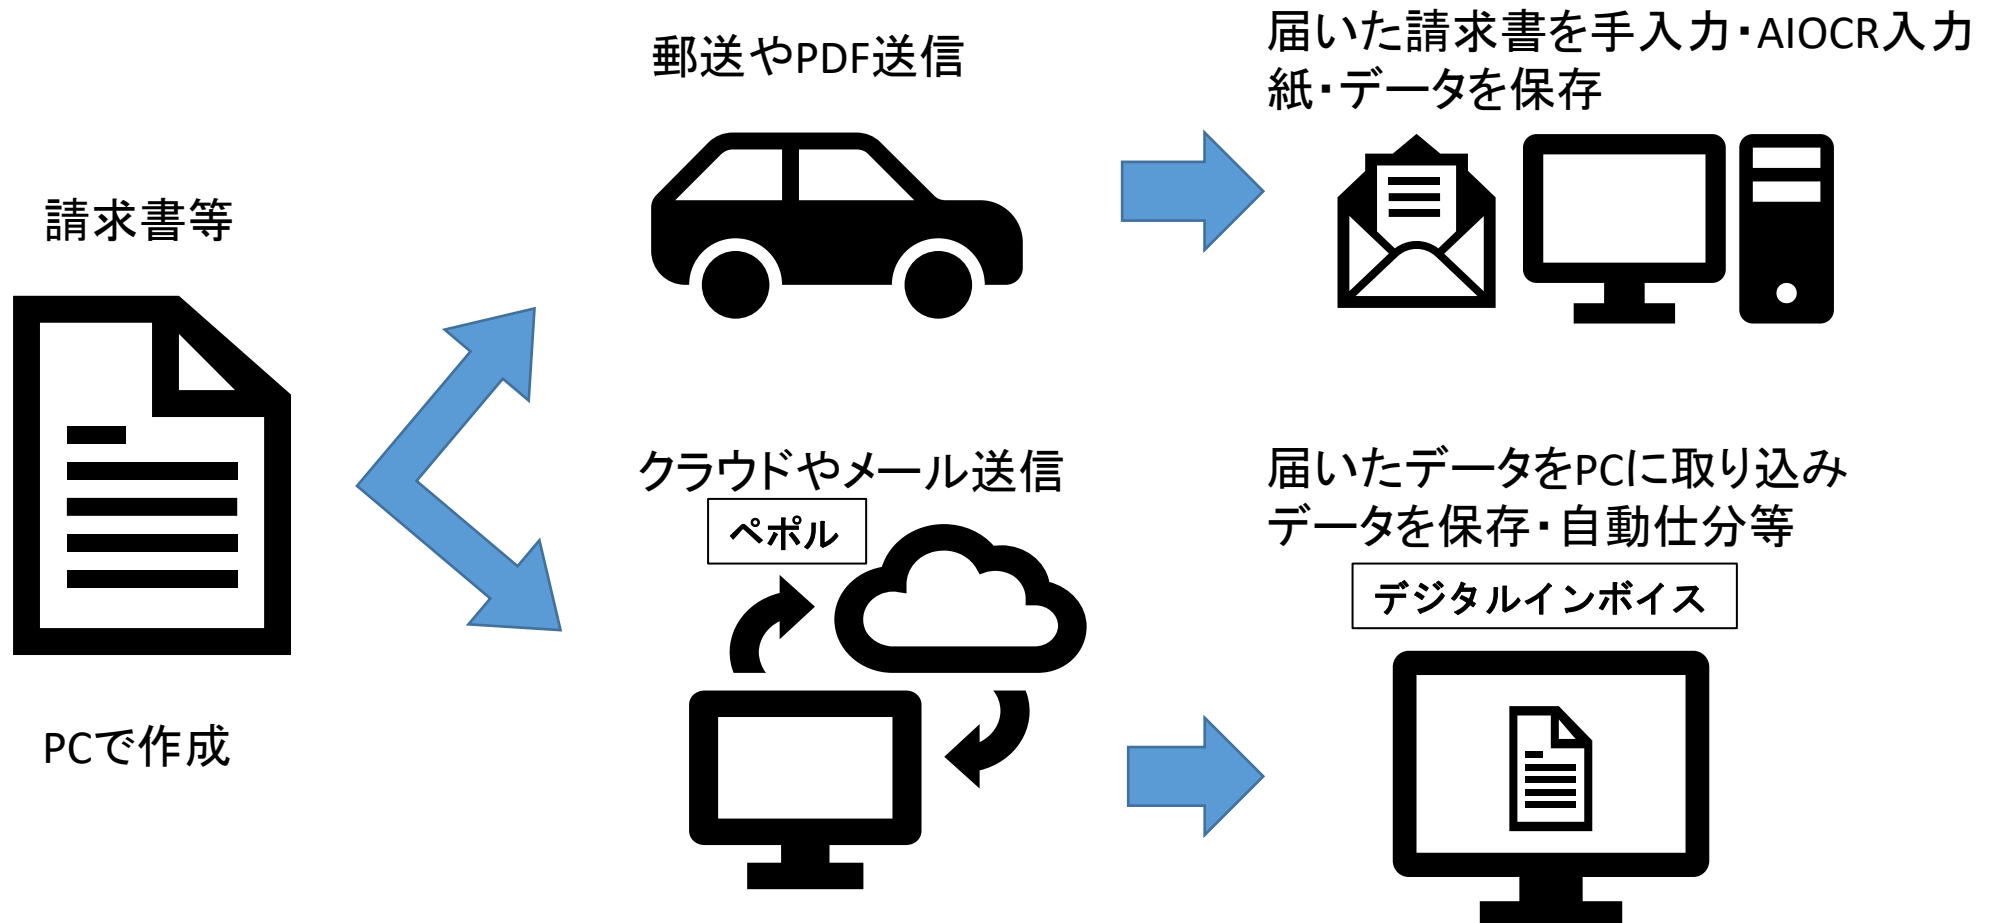 請求書等
PCで作成
郵送やPDF送信
届いた請求書を手入力・AIOCR入力
紙・データを保存
クラウドやメール送信
ペポル
届いたデータをPCに取り込み
データを保存・自動仕分等
デジタルインボイス